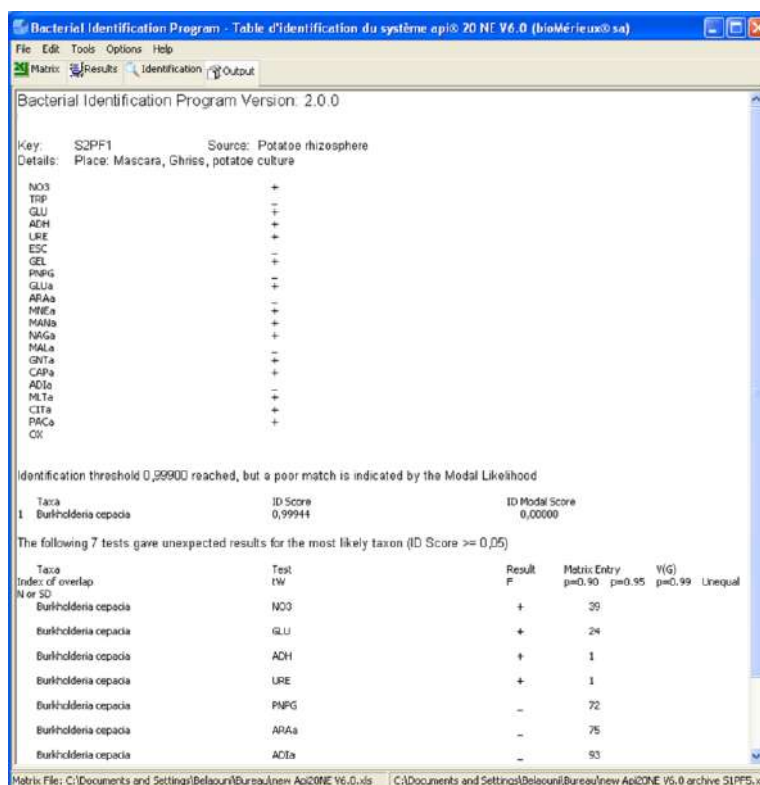 Bacterial Identification Program - Table d'identification du système api® 20 NE V6.0 (bioMérieux® sa)
File Edit Tools Options Help
Matrix Results Identification Output
Bacterial Identification Program Version: 2.0.0
Key: S2PF1 Source: Potatoe rhizosphere
Details: Place: Mascara, Ghriss, potatoe culture
NO3 +
TRP _
GLU +
ADH +
URE +
ESC _
GEL +
PNPG _
GLUa +
ARAa _
MNEa +
MANa +
NAGa +
MALa _
GNTa +
CAPa +
ADIa _
MLTa +
CITa +
PACa +
OX
Identification threshold 0,99900 reached, but a poor match is indicated by the Modal Likelihood
Taxa ID Score ID Modal Score
1 Burkholderia cepacia 0,99944 0,00000
The following 7 tests gave unexpected results for the most likely taxon (ID Score >= 0,05)
Taxa Test Result Matrix Entry V(G)
Index of overlap tW F p=0.90 p=0.95 p=0.99 Unequal
N or SD
Burkholderia cepacia NO3 + 39
Burkholderia cepacia GLU + 24
Burkholderia cepacia ADH + 1
Burkholderia cepacia URE + 1
Burkholderia cepacia PNPG _ 72
Burkholderia cepacia ARAa _ 75
Burkholderia cepacia ADIa _ 93
Matrix File: C:\Documents and Settings\Belaouni\Bureau\new Api20NE V6.0.xls C:\Documents and Settings\Belaouni\Bureau\new Api20NE V6.0 archive S1PF5.x